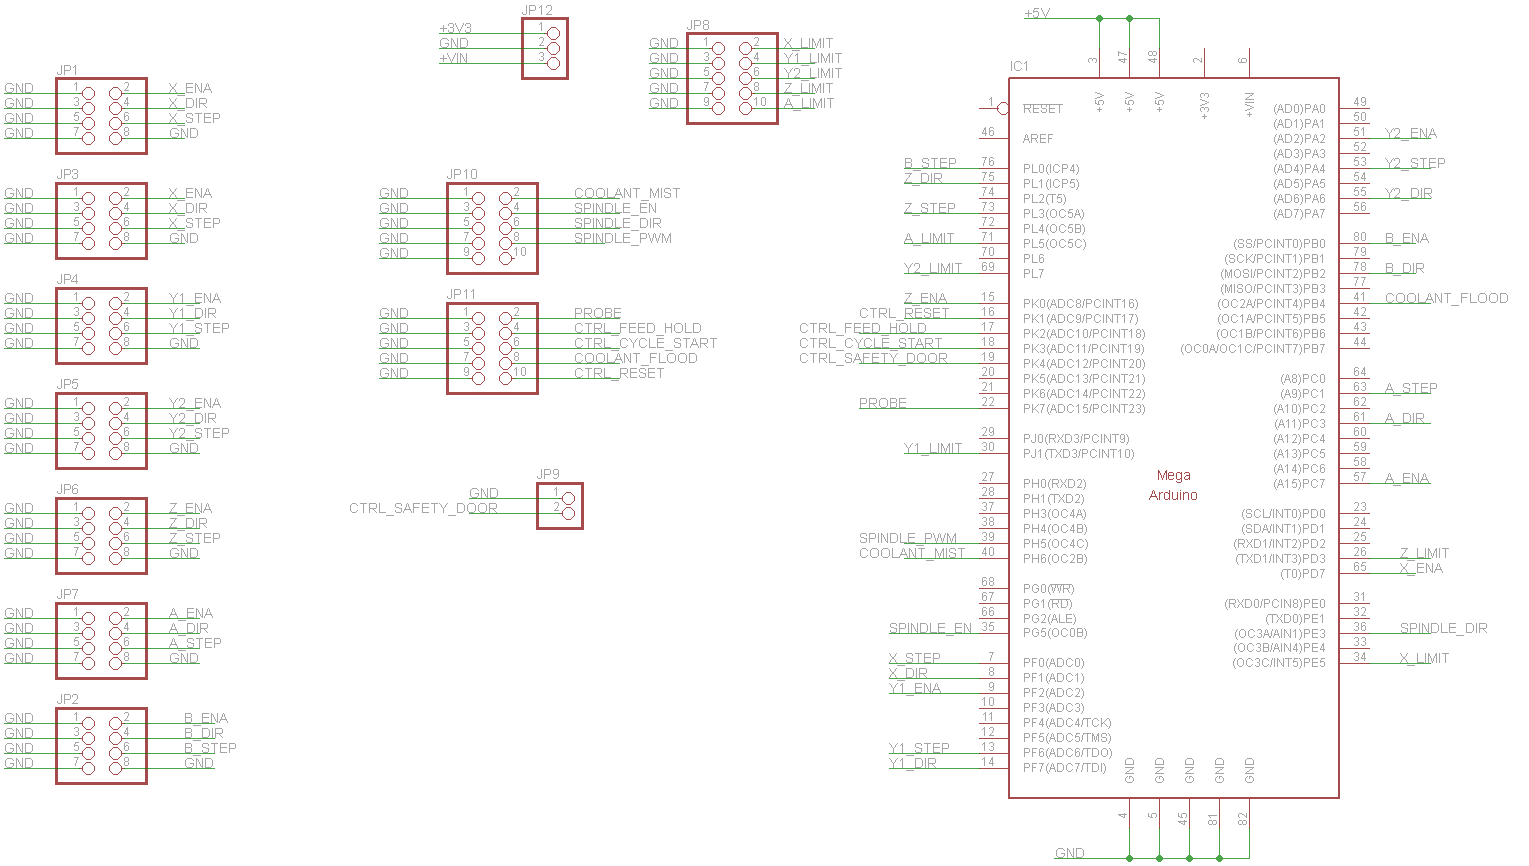 JP1
GND 1 2 X_ENA
GND 3 4 X_DIR
GND 5 6 X_STEP
GND 7 8 GND
JP3
GND 1 2 X_ENA
GND 3 4 X_DIR
GND 5 6 X_STEP
GND 7 8 GND
JP4
GND 1 2 Y1_ENA
GND 3 4 Y1_DIR
GND 5 6 Y1_STEP
GND 7 8 GND
JP5
GND 1 2 Y2_ENA
GND 3 4 Y2_DIR
GND 5 6 Y2_STEP
GND 7 8 GND
JP6
GND 1 2 Z_ENA
GND 3 4 Z_DIR
GND 5 6 Z_STEP
GND 7 8 GND
JP7
GND 1 2 A_ENA
GND 3 4 A_DIR
GND 5 6 A_STEP
GND 7 8 GND
JP2
GND 1 2 B_ENA
GND 3 4 B_DIR
GND 5 6 B_STEP
GND 7 8 GND
JP12
+3V3 1
GND 2
+VIN 3
JP8
GND 1 2 X_LIMIT
GND 3 4 Y1_LIMIT
GND 5 6 Y2_LIMIT
GND 7 8 Z_LIMIT
GND 9 10 A_LIMIT
JP10
GND 1 2 COOLANT_MIST
GND 3 4 SPINDLE_EN
GND 5 6 SPINDLE_DIR
GND 7 8 SPINDLE_PWM
GND 9 10
JP11
GND 1 2 PROBE
GND 3 4 CTRL_FEED_HOLD
GND 5 6 CTRL_CYCLE_START
GND 7 8 COOLANT_FLOOD
GND 9 10 CTRL_RESET
JP9
GND 1
CTRL_SAFETY_DOOR 2
+5V
IC1
3 47 48 2 6
+5V +5V +5V +3V3 +VIN
1 RESET
46 AREF
B_STEP 76 PL0(ICP4)
Z_DIR 75 PL1(ICP5)
74 PL2(T5)
Z_STEP 73 PL3(OC5A)
72 PL4(OC5B)
A_LIMIT 71 PL5(OC5C)
70 PL6
Y2_LIMIT 69 PL7
Z_ENA 15 PK0(ADC8/PCINT16)
CTRL_RESET 16 PK1(ADC9/PCINT17)
CTRL_FEED_HOLD 17 PK2(ADC10/PCINT18)
CTRL_CYCLE_START 18 PK3(ADC11/PCINT19)
CTRL_SAFETY_DOOR 19 PK4(ADC12/PCINT20)
20 PK5(ADC13/PCINT21)
21 PK6(ADC14/PCINT22)
PROBE 22 PK7(ADC15/PCINT23)
29 PJ0(RXD3/PCINT9)
Y1_LIMIT 30 PJ1(TXD3/PCINT10)
27 PH0(RXD2)
28 PH1(TXD2)
37 PH3(OC4A)
38 PH4(OC4B)
SPINDLE_PWM 39 PH5(OC4C)
COOLANT_MIST 40 PH6(OC2B)
68 PG0(WR)
67 PG1(RD)
66 PG2(ALE)
SPINDLE_EN 35 PG5(OC0B)
X_STEP 7 PF0(ADC0)
X_DIR 8 PF1(ADC1)
Y1_ENA 9 PF2(ADC2)
10 PF3(ADC3)
11 PF4(ADC4/TCK)
12 PF5(ADC5/TMS)
Y1_STEP 13 PF6(ADC6/TDO)
Y1_DIR 14 PF7(ADC7/TDI)
Mega
Arduino
(AD0)PA0 49
(AD1)PA1 50
(AD2)PA2 51 Y2_ENA
(AD3)PA3 52
(AD4)PA4 53 Y2_STEP
(AD5)PA5 54
(AD6)PA6 55 Y2_DIR
(AD7)PA7 56
(SS/PCINT0)PB0 80 B_ENA
(SCK/PCINT1)PB1 79
(MOSI/PCINT2)PB2 78 B_DIR
(MISO/PCINT3)PB3 77
(OC2A/PCINT4)PB4 41 COOLANT_FLOOD
(OC1A/PCINT5)PB5 42
(OC1B/PCINT6)PB6 43
(OC0A/OC1C/PCINT7)PB7 44
(A8)PC0 64
(A9)PC1 63 A_STEP
(A10)PC2 62
(A11)PC3 61 A_DIR
(A12)PC4 60
(A13)PC5 59
(A14)PC6 58
(A15)PC7 57 A_ENA
(SCL/INT0)PD0 23
(SDA/INT1)PD1 24
(RXD1/INT2)PD2 25
(TXD1/INT3)PD3 26 Z_LIMIT
(T0)PD7 65 X_ENA
(RXD0/PCIN8)PE0 31
(TXD0)PE1 32
(OC3A/AIN1)PE3 36 SPINDLE_DIR
(OC3B/AIN4)PE4 33
(OC3C/INT5)PE5 34 X_LIMIT
GND GND GND GND GND
4 5 45 81 82
GND